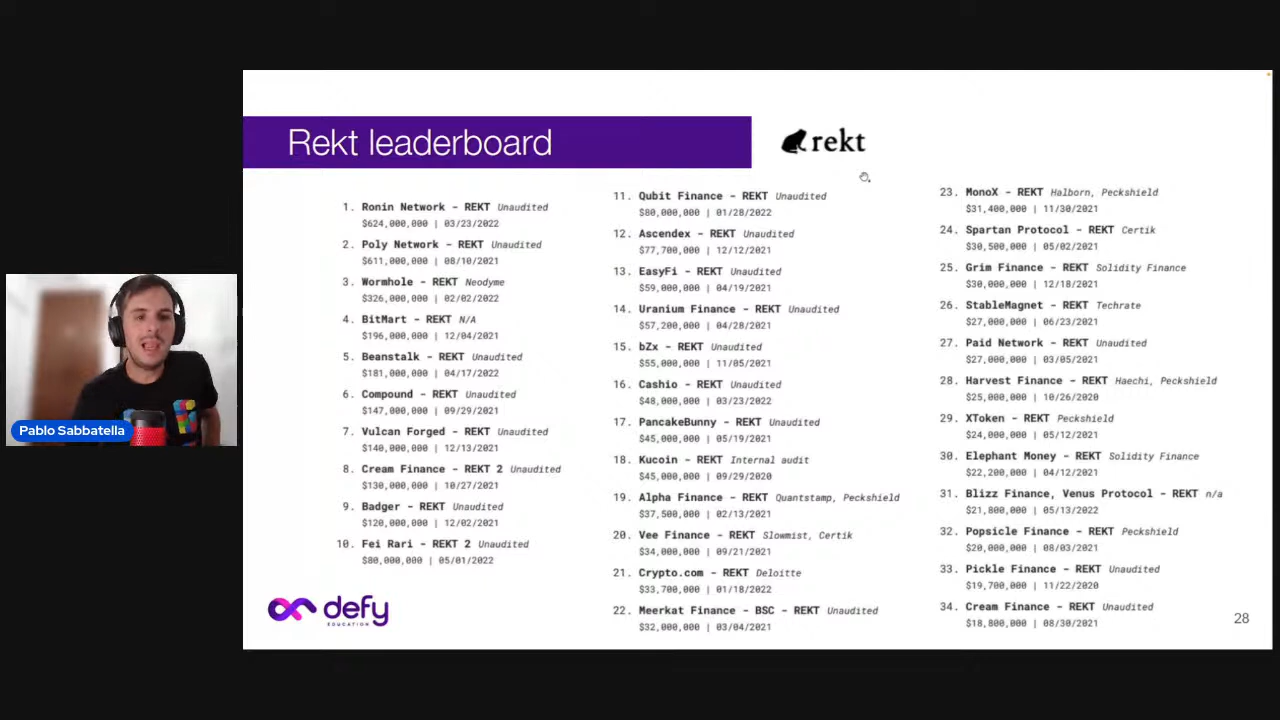 Rekt leaderboard
rekt
1. Ronin Network - REKT Unaudited
$624,000,000 | 03/23/2022
2. Poly Network - REKT Unaudited
$611,000,000 | 08/10/2021
3. Wormhole - REKT Neodyme
$326,000,000 | 02/02/2022
4. BitMart - REKT N/A
$196,000,000 | 12/04/2021
5. Beanstalk - REKT Unaudited
$181,000,000 | 04/17/2022
6. Compound - REKT Unaudited
$147,000,000 | 09/29/2021
7. Vulcan Forged - REKT Unaudited
$140,000,000 | 12/13/2021
8. Cream Finance - REKT 2 Unaudited
$130,000,000 | 10/27/2021
9. Badger - REKT Unaudited
$120,000,000 | 12/02/2021
10. Fei Rari - REKT 2 Unaudited
$80,000,000 | 05/01/2022
11. Qubit Finance - REKT Unaudited
$80,000,000 | 01/28/2022
12. Ascendex - REKT Unaudited
$77,700,000 | 12/12/2021
13. EasyFi - REKT Unaudited
$59,000,000 | 04/19/2021
14. Uranium Finance - REKT Unaudited
$57,200,000 | 04/28/2021
15. bZx - REKT Unaudited
$55,000,000 | 11/05/2021
16. Cashio - REKT Unaudited
$48,000,000 | 03/23/2022
17. PancakeBunny - REKT Unaudited
$45,000,000 | 05/19/2021
18. Kucoin - REKT Internal audit
$45,000,000 | 09/29/2020
19. Alpha Finance - REKT Quantstamp, Peckshield
$37,500,000 | 02/13/2021
20. Vee Finance - REKT Slowmist, Certik
$34,000,000 | 09/21/2021
21. Crypto.com - REKT Deloitte
$33,700,000 | 01/18/2022
22. Meerkat Finance - BSC - REKT Unaudited
$32,000,000 | 03/04/2021
23. MonoX - REKT Halborn, Peckshield
$31,400,000 | 11/30/2021
24. Spartan Protocol - REKT Certik
$30,500,000 | 05/02/2021
25. Grim Finance - REKT Solidity Finance
$30,000,000 | 12/18/2021
26. StableMagnet - REKT Techrate
$27,000,000 | 06/23/2021
27. Paid Network - REKT Unaudited
$27,000,000 | 03/05/2021
28. Harvest Finance - REKT Haechi, Peckshield
$25,000,000 | 10/26/2020
29. XToken - REKT Peckshield
$24,000,000 | 05/12/2021
30. Elephant Money - REKT Solidity Finance
$22,200,000 | 04/12/2021
31. Blizz Finance, Venus Protocol - REKT n/a
$21,800,000 | 05/13/2022
32. Popsicle Finance - REKT Peckshield
$20,000,000 | 08/03/2021
33. Pickle Finance - REKT Unaudited
$19,700,000 | 11/22/2020
34. Cream Finance - REKT Unaudited
$18,800,000 | 08/30/2021
defy
EDUCATION
28
Pablo Sabbatella